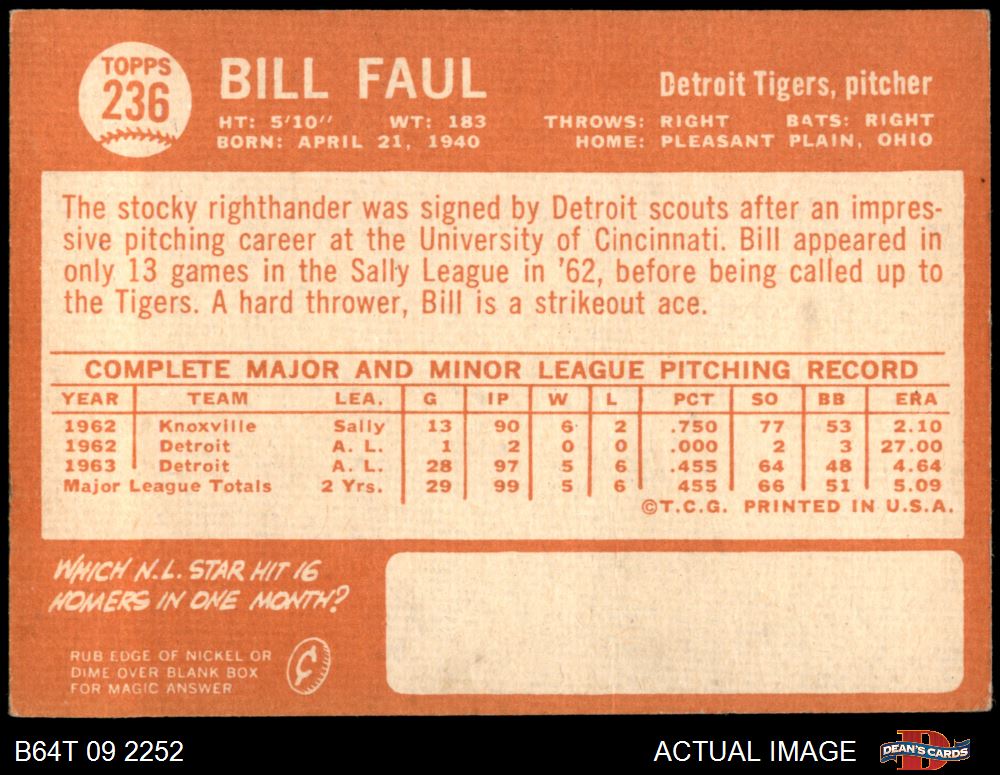 TOPPS
236
BILL FAUL
Detroit Tigers, pitcher
HT: 5'10" WT: 183
THROWS: RIGHT BATS: RIGHT
BORN: APRIL 21, 1940
HOME: PLEASANT PLAIN, OHIO
The stocky righthander was signed by Detroit scouts after an impres-
sive pitching career at the University of Cincinnati. Bill appeared in
only 13 games in the Sally League in '62, before being called up to
the Tigers. A hard thrower, Bill is a strikeout ace.
COMPLETE MAJOR AND MINOR LEAGUE PITCHING RECORD
YEAR TEAM LEA. G IP W L PCT SO BB ERA
1962 Knoxville Sally 13 90 6 2 .750 77 53 2.10
1962 Detroit A. L. 1 2 0 0 .000 2 3 27.00
1963 Detroit A. L. 28 97 5 6 .455 64 48 4.64
Major League Totals 2 Yrs. 29 99 5 6 455 66 51 5.09
©T.C.G. PRINTED IN U.S.A.
WHICH N.L. STAR HIT 16
HOMERS IN ONE MONTH?
RUB EDGE OF NICKEL OR
DIME OVER BLANK BOX
FOR MAGIC ANSWER
¢
B64T 09 2252
ACTUAL IMAGE
D
DEAN'S CARDS